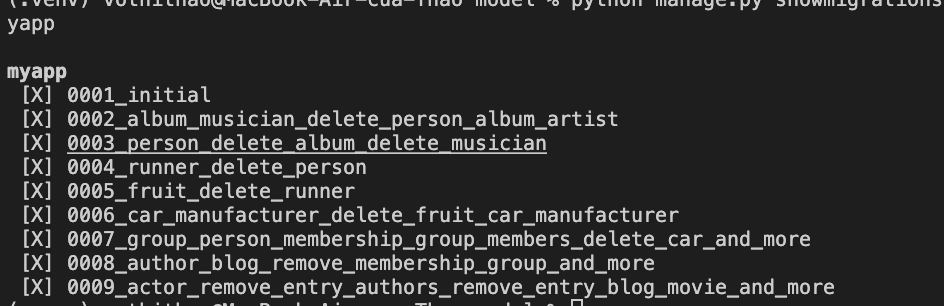 (.venv) vothithao@MacBook-Air-cua-Thao model % python manage.py showmigrations
yapp
myapp
[X] 0001_initial
[X] 0002_album_musician_delete_person_album_artist
[X] 0003_person_delete_album_delete_musician
[X] 0004_runner_delete_person
[X] 0005_fruit_delete_runner
[X] 0006_car_manufacturer_delete_fruit_car_manufacturer
[X] 0007_group_person_membership_group_members_delete_car_and_more
[X] 0008_author_blog_remove_membership_group_and_more
[X] 0009_actor_remove_entry_authors_remove_entry_blog_movie_and_more